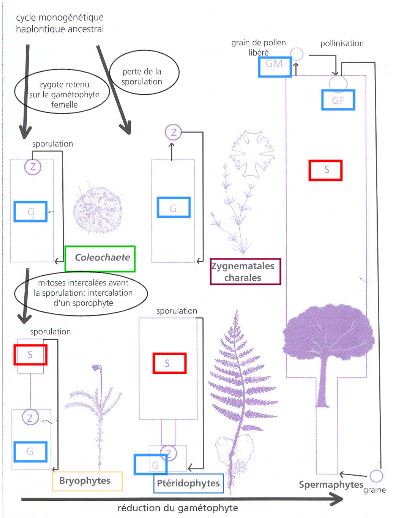 cycle monogénétique
haplontique ancestral
zygote retenu
sur le gamétophyte
femelle
perte de la
sporulation
grain de pollen
libéré
pollinisation
GM
GF
S
sporulation
Z
G
Coleochaete
Z
G
Zygnematales
charales
mitoses intercalées avant
la sporulation: intercalation
d'un sporophyte
sporulation
S
Z
G
Bryophytes
sporulation
S
Z
G
Ptéridophytes
Spermaphytes
graine
réduction du gamétophyte